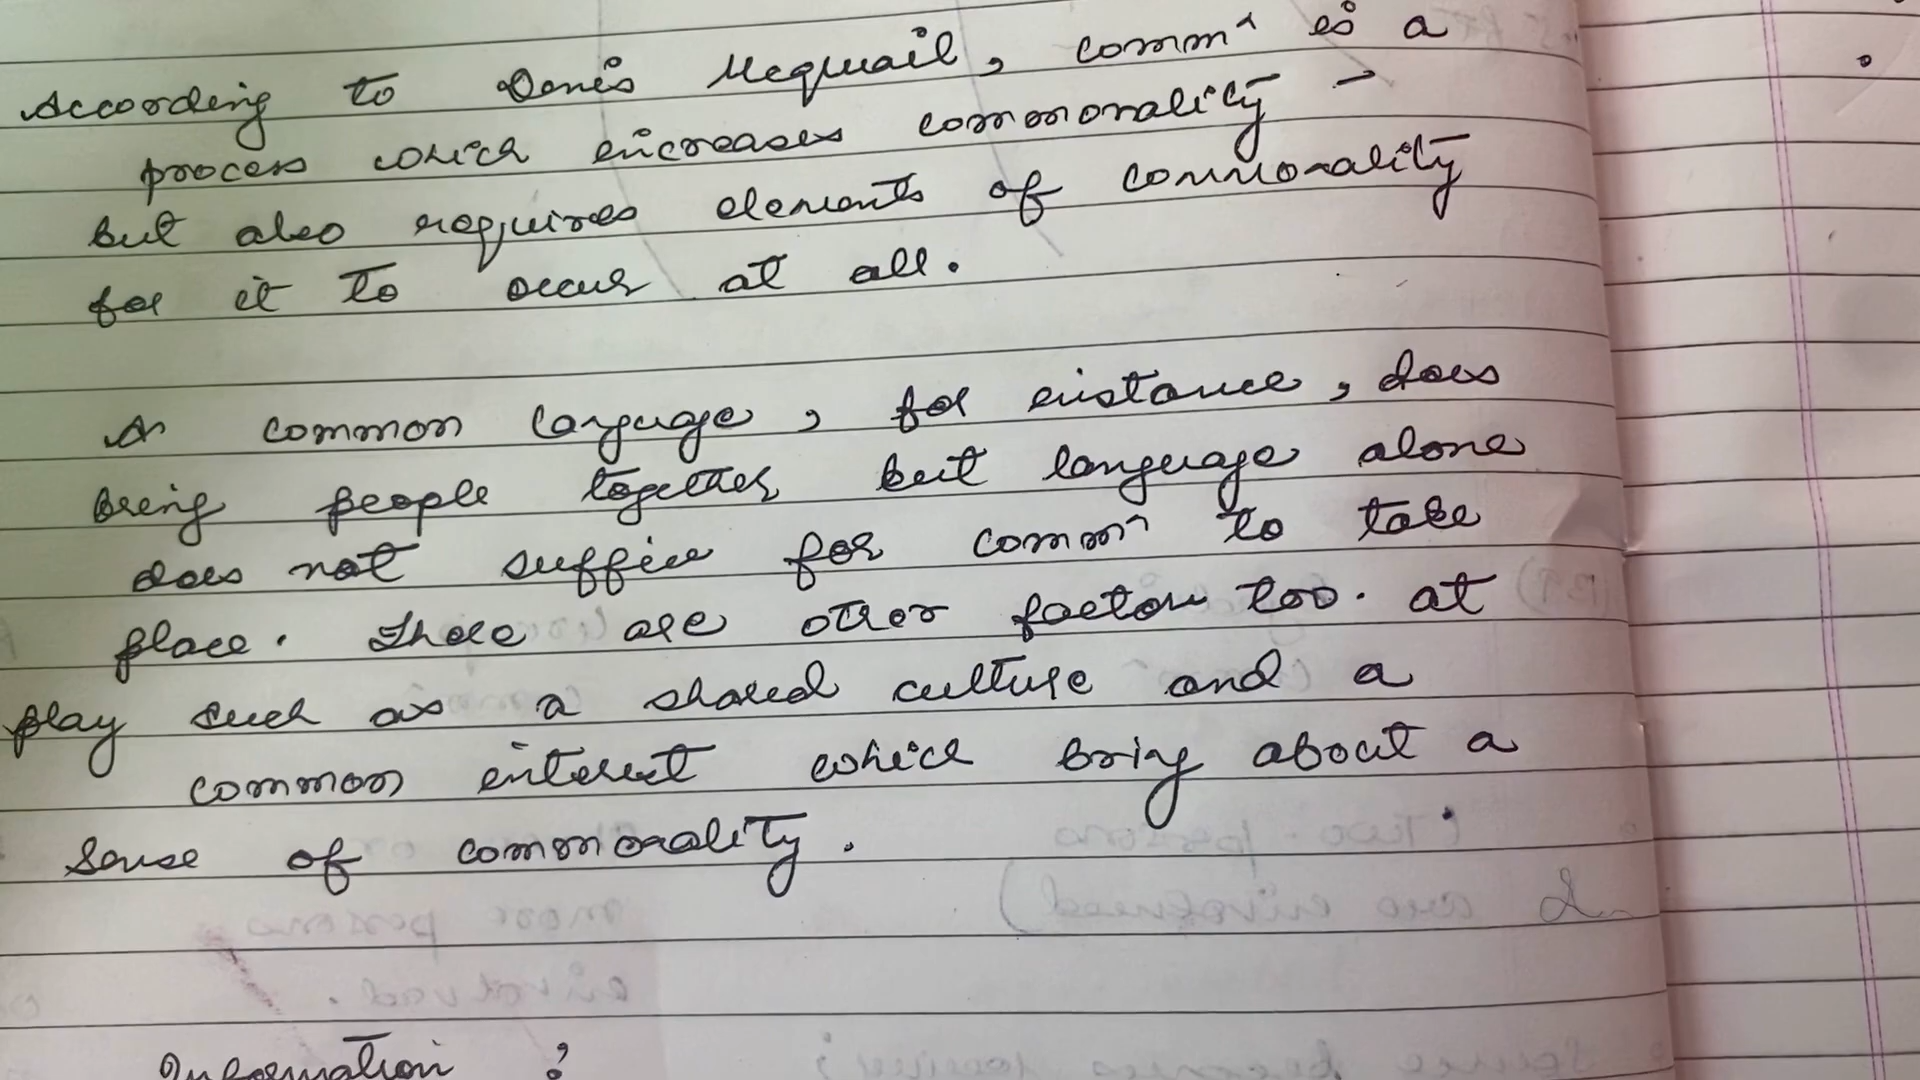 According to Denis Mcquail, commⁿ is a
process which increases commonality –
but also requires elements of commonality
for it to occur at all.
A common language, for instance, does
bring people together but language alone
does not suffice for commⁿ to take
place. There are other factors too. at
play such as a shared culture and a
common interest which bring about a
sense of commonality.
Information :